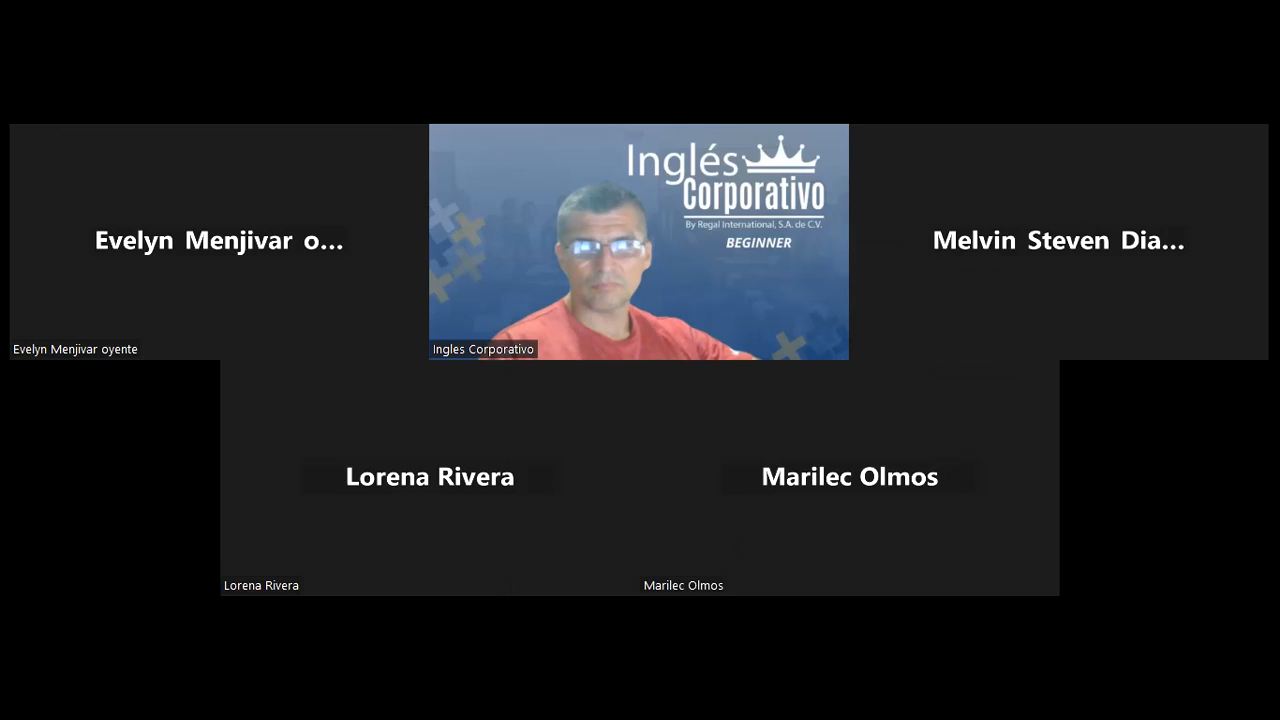 Evelyn Menjivar o...
Evelyn Menjivar oyente
Inglés
Corporativo
By Regal International, S.A. de C.V.
BEGINNER
Ingles Corporativo
Melvin Steven Dia...
Lorena Rivera
Lorena Rivera
Marilec Olmos
Marilec Olmos